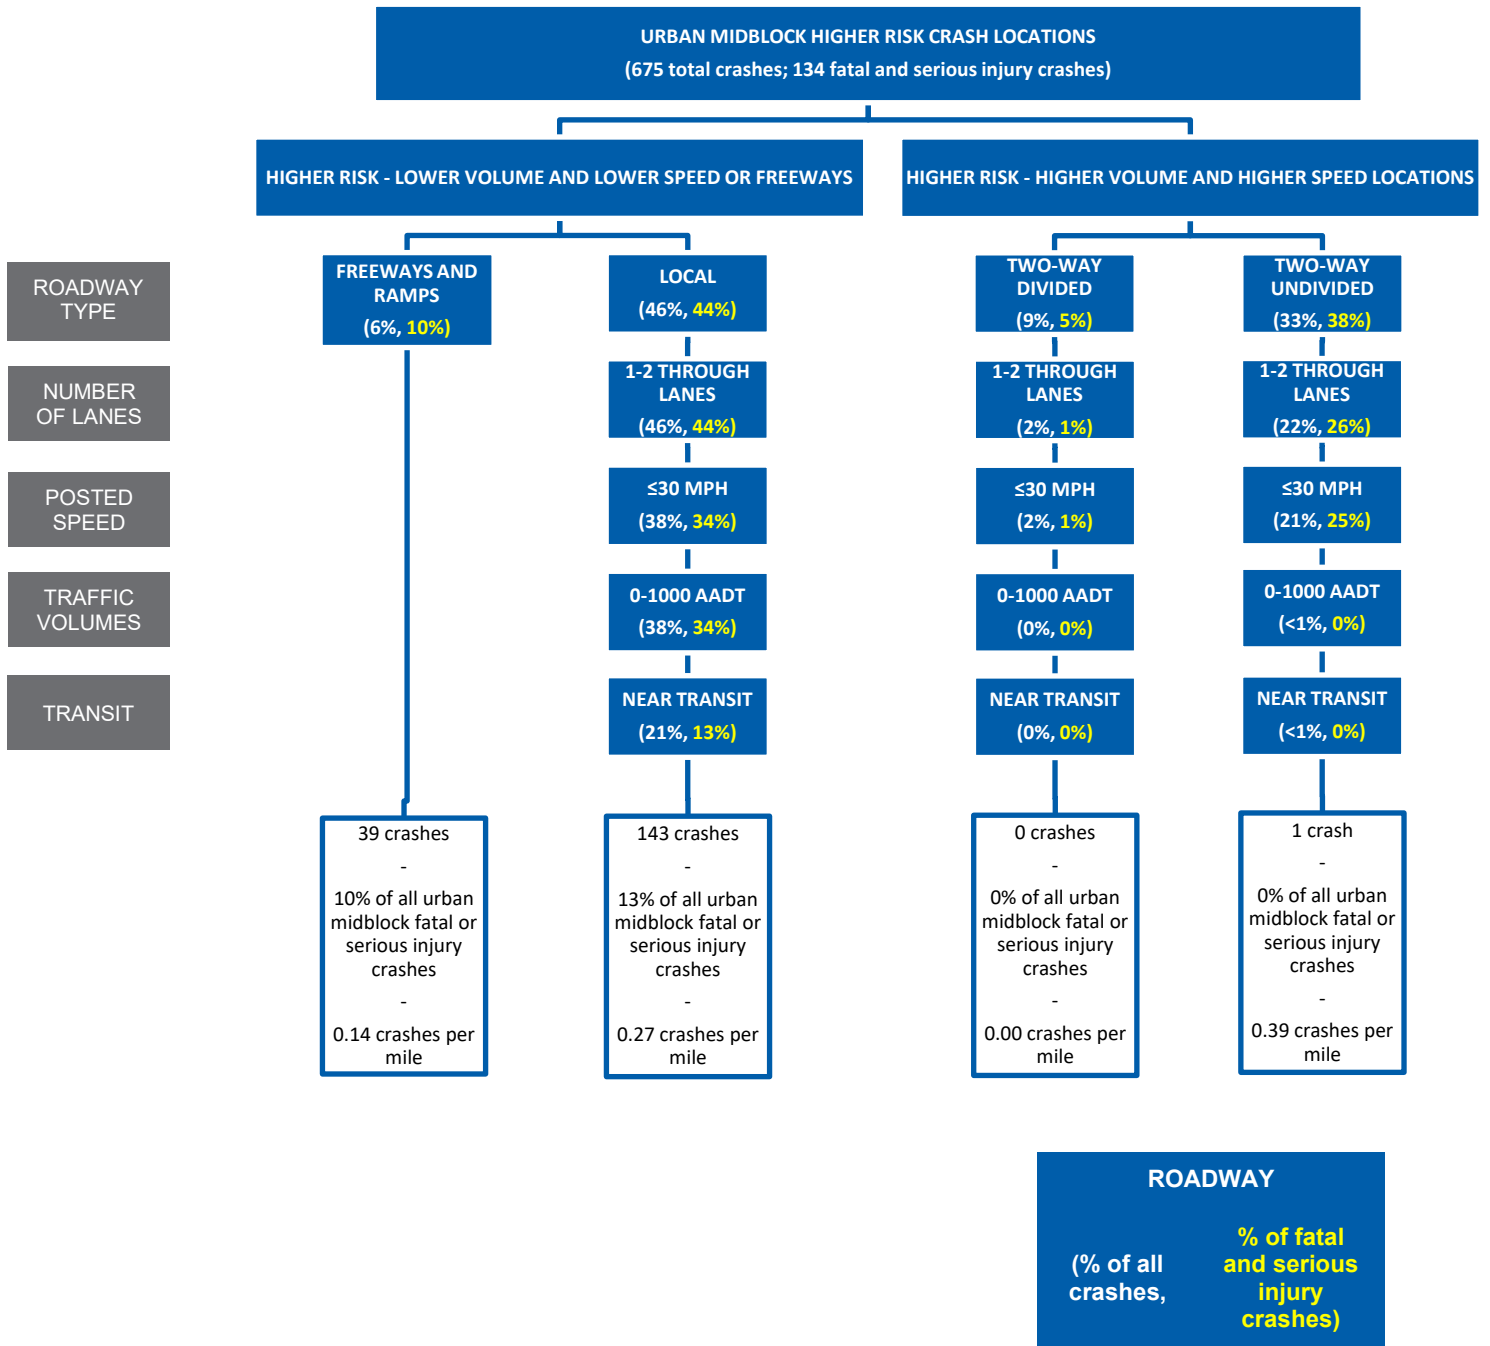 URBAN MIDBLOCK HIGHER RISK CRASH LOCATIONS
(675 total crashes; 134 fatal and serious injury crashes)
HIGHER RISK - LOWER VOLUME AND LOWER SPEED OR FREEWAYS
HIGHER RISK - HIGHER VOLUME AND HIGHER SPEED LOCATIONS
ROADWAY
TYPE
FREEWAYS AND
RAMPS
(6%, 10%)
LOCAL
(46%, 44%)
TWO-WAY
DIVIDED
(9%, 5%)
TWO-WAY
UNDIVIDED
(33%, 38%)
NUMBER
OF LANES
1-2 THROUGH
LANES
(46%, 44%)
1-2 THROUGH
LANES
(2%, 1%)
1-2 THROUGH
LANES
(22%, 26%)
POSTED
SPEED
≤30 MPH
(38%, 34%)
≤30 MPH
(2%, 1%)
≤30 MPH
(21%, 25%)
TRAFFIC
VOLUMES
0-1000 AADT
(38%, 34%)
0-1000 AADT
(0%, 0%)
0-1000 AADT
(<1%, 0%)
TRANSIT
NEAR TRANSIT
(21%, 13%)
NEAR TRANSIT
(0%, 0%)
NEAR TRANSIT
(<1%, 0%)
39 crashes
-
10% of all urban
midblock fatal or
serious injury
crashes
-
0.14 crashes per
mile
143 crashes
-
13% of all urban
midblock fatal or
serious injury
crashes
-
0.27 crashes per
mile
0 crashes
-
0% of all urban
midblock fatal or
serious injury
crashes
-
0.00 crashes per
mile
1 crash
-
0% of all urban
midblock fatal or
serious injury
crashes
-
0.39 crashes per
mile
ROADWAY
(% of all
crashes,
% of fatal
and serious
injury
crashes)